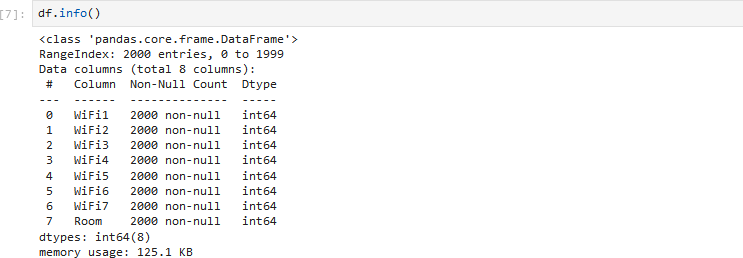 [7]: df.info()
<class 'pandas.core.frame.DataFrame'>
RangeIndex: 2000 entries, 0 to 1999
Data columns (total 8 columns):
 #   Column  Non-Null Count  Dtype
---  ------  --------------  -----
 0   WiFi1   2000 non-null   int64
 1   WiFi2   2000 non-null   int64
 2   WiFi3   2000 non-null   int64
 3   WiFi4   2000 non-null   int64
 4   WiFi5   2000 non-null   int64
 5   WiFi6   2000 non-null   int64
 6   WiFi7   2000 non-null   int64
 7   Room    2000 non-null   int64
dtypes: int64(8)
memory usage: 125.1 KB